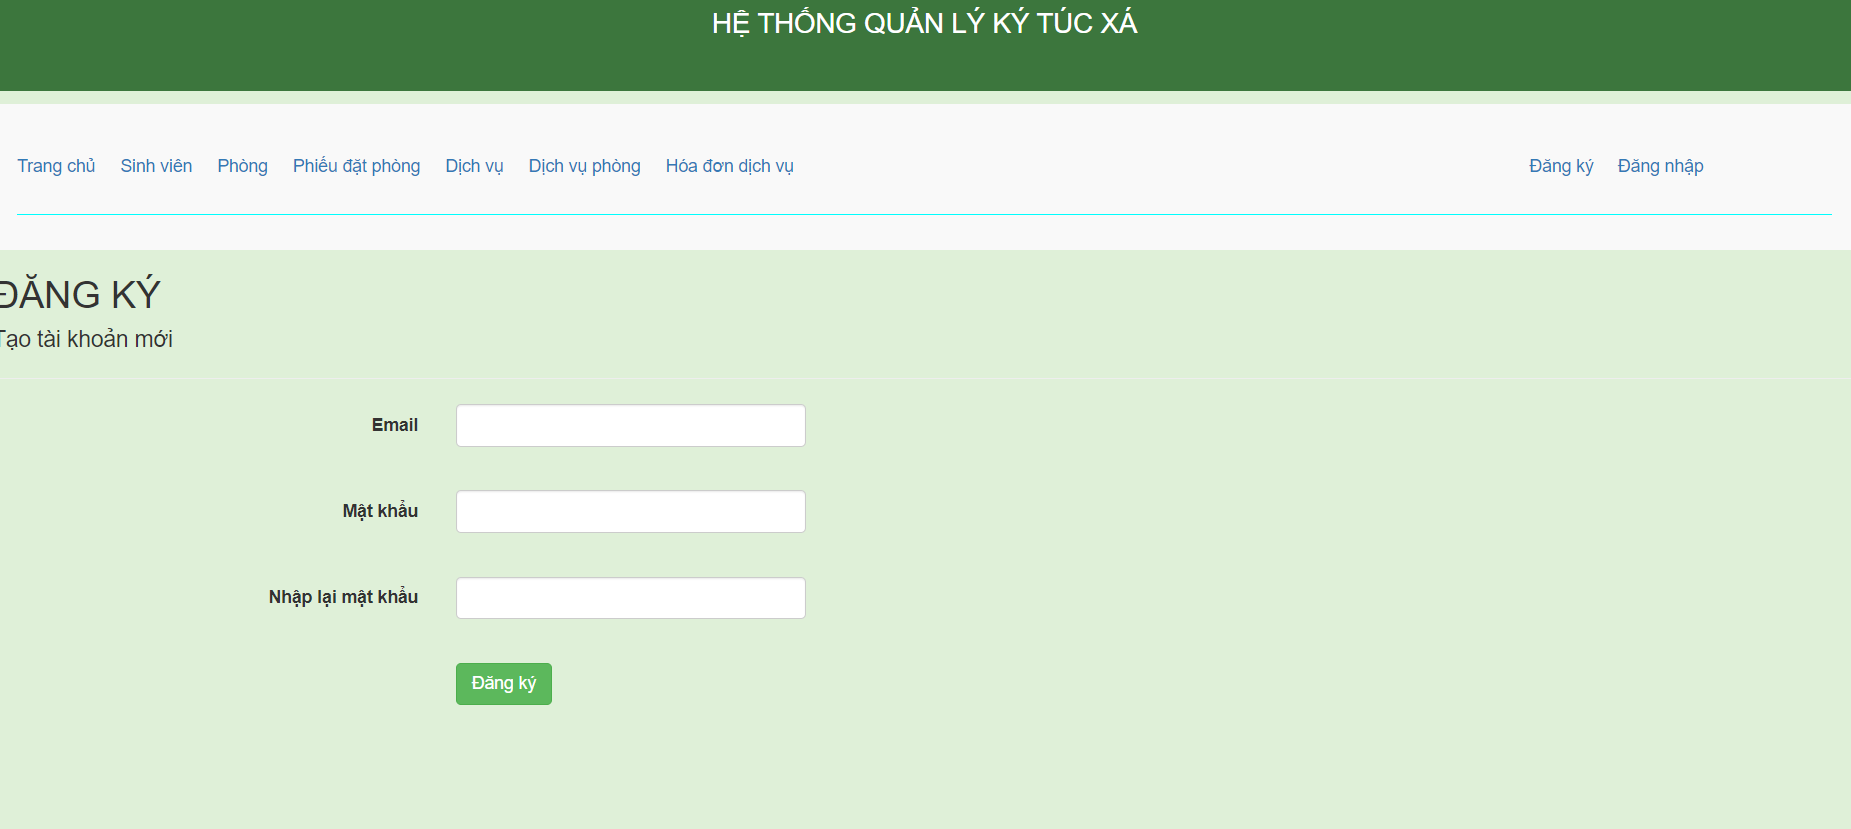 HỆ THỐNG QUẢN LÝ KÝ TÚC XÁ
Trang chủ Sinh viên Phòng Phiếu đặt phòng Dịch vụ Dịch vụ phòng Hóa đơn dịch vụ Đăng ký Đăng nhập
ĐĂNG KÝ
Tạo tài khoản mới
Email
Mật khẩu
Nhập lại mật khẩu
Đăng ký